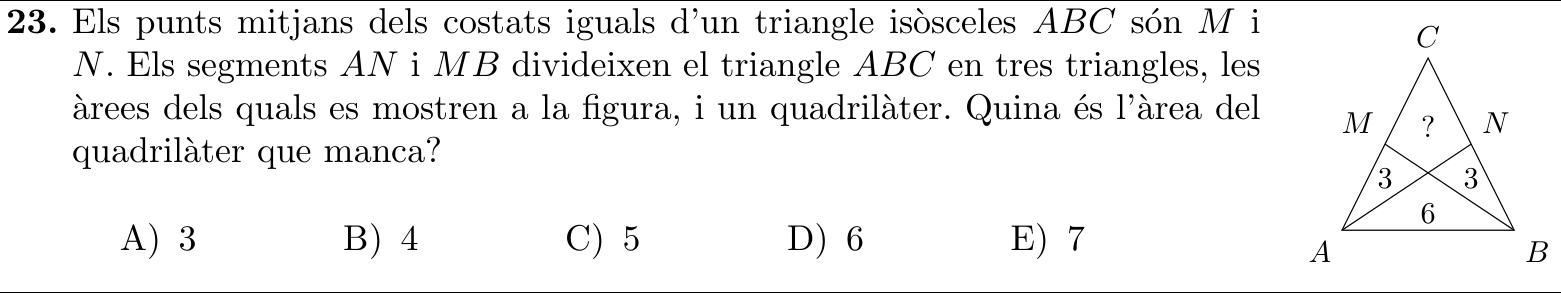 23. Els punts mitjans dels costats iguals d'un triangle isòsceles ABC són M i
N. Els segments AN i MB divideixen el triangle ABC en tres triangles, les
àrees dels quals es mostren a la figura, i un quadrilàter. Quina és l'àrea del
quadrilàter que manca?
A) 3 B) 4 C) 5 D) 6 E) 7
C
M ? N
3 3
6
A B